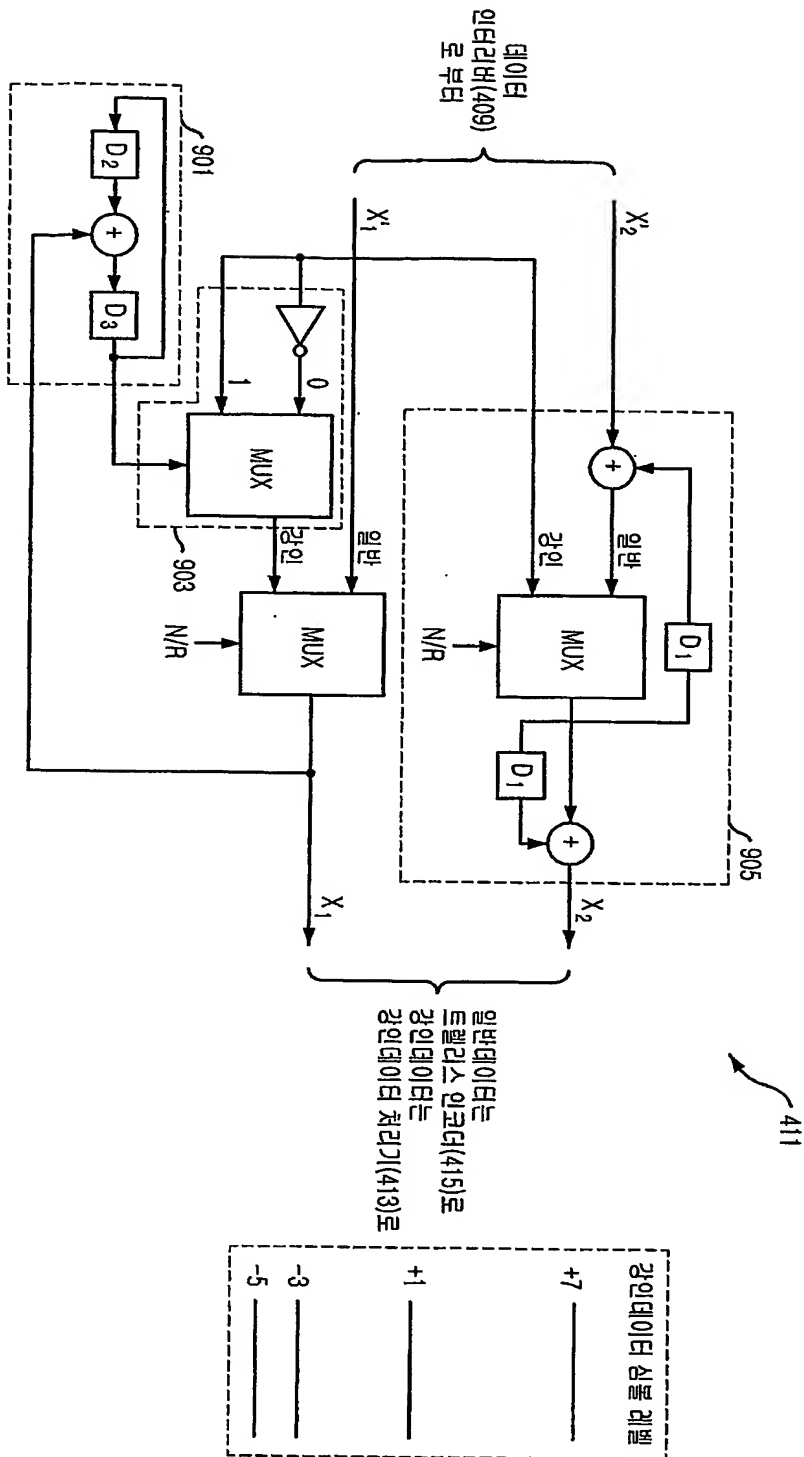 411
905
데이터
인터리버(409)
로 부터
X'2
+
D1
일반
강인
MUX
N/R
D1
+
X2
X'1
일반
강인
MUX
N/R
X1
0
1
MUX
903
901
D2
+
D3
일반데이터는
트렐리스 인코더(415)로
강인데이터는
강인데이터 처리기(413)로
강인데이터 심볼 레벨
+7
+1
-3
-5